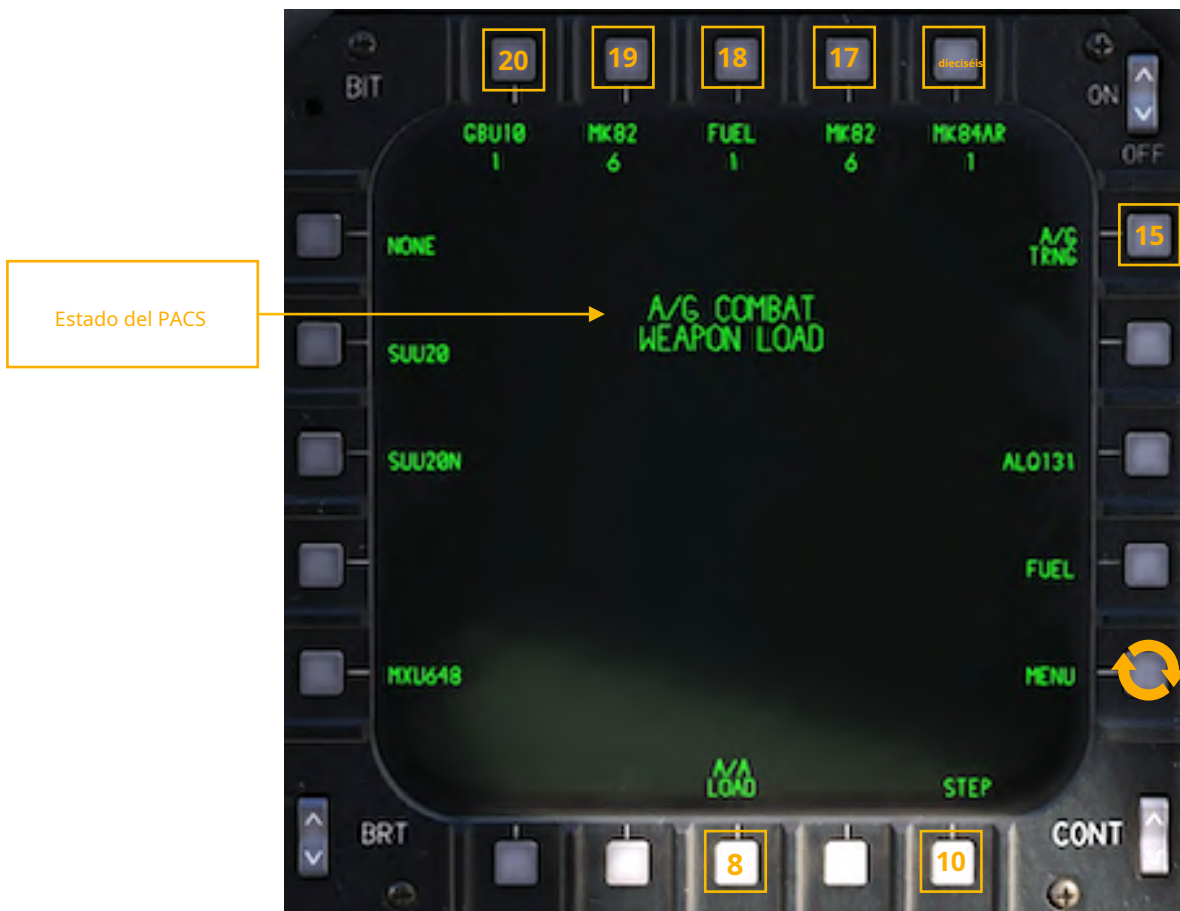 20 19 18 17 dieciséis
BIT
ON
OFF
GBU10 MK82 FUEL MK82 MK84AR
1 6 1 6 1
NONE
A/G
TRNG
15
Estado del PACS
A/G COMBAT
WEAPON LOAD
SUU20
SUU20N
ALQ131
FUEL
MXU648
MENU
A/A
LOAD
STEP
BRT
CONT
8 10